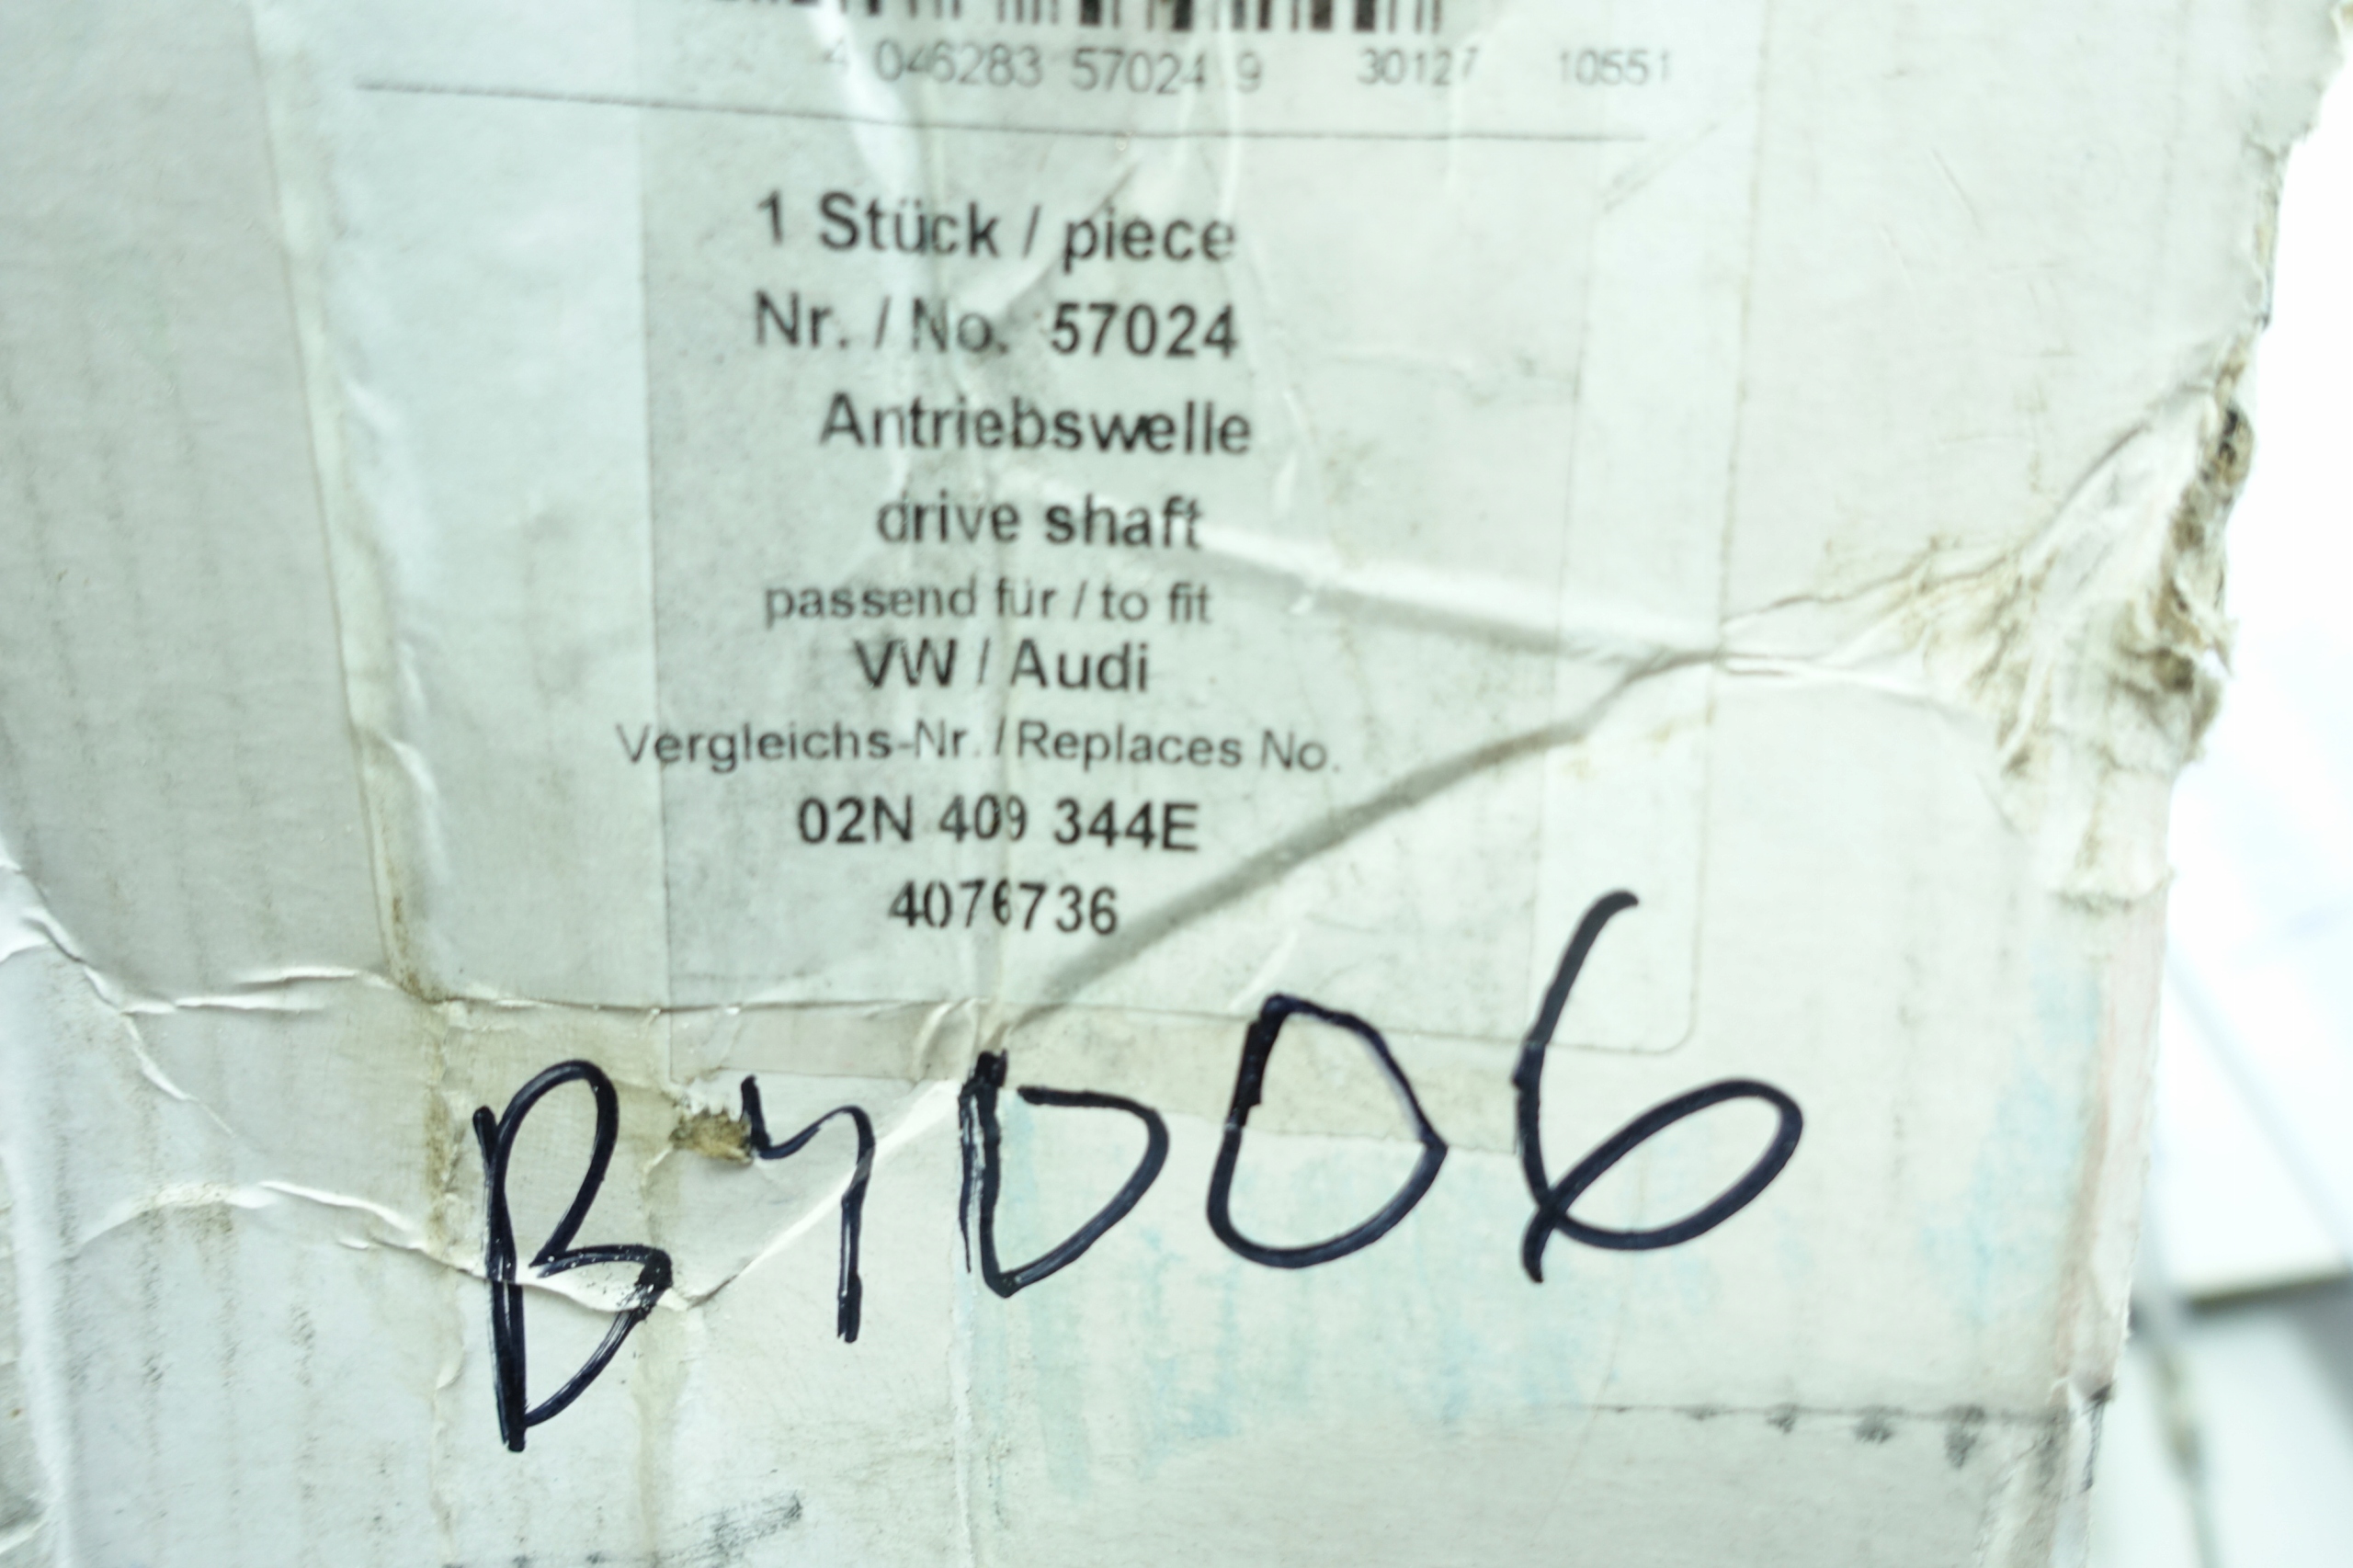 4 046283 57024 9 30127 10551
1 Stück / piece
Nr. / No. 57024
Antriebswelle
drive shaft
passend für / to fit
VW / Audi
Vergleichs-Nr. / Replaces No.
02N 409 344E
4076736
B4D06